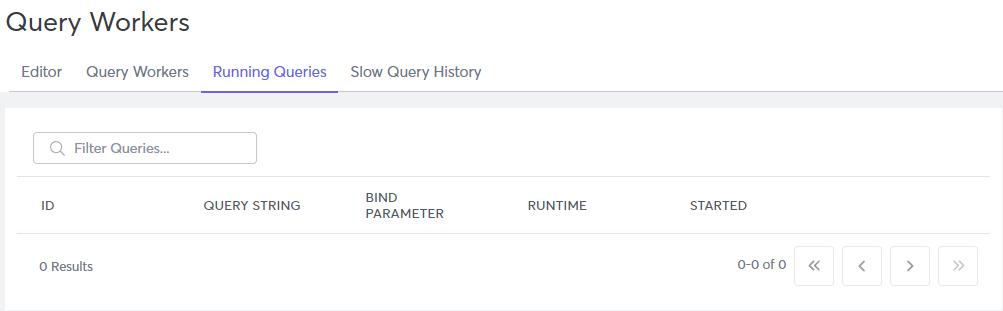 Query Workers
Editor Query Workers Running Queries Slow Query History
Filter Queries...
ID QUERY STRING BIND PARAMETER RUNTIME STARTED
0 Results 0-0 of 0